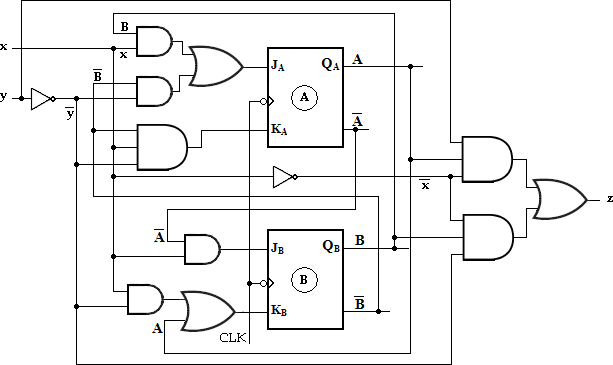 B
x
x
B̅
y
y̅
J_A
Q_A
A
A
K_A
A̅
x̅
z
A̅
J_B
Q_B
B
B
K_B
B̅
A
CLK